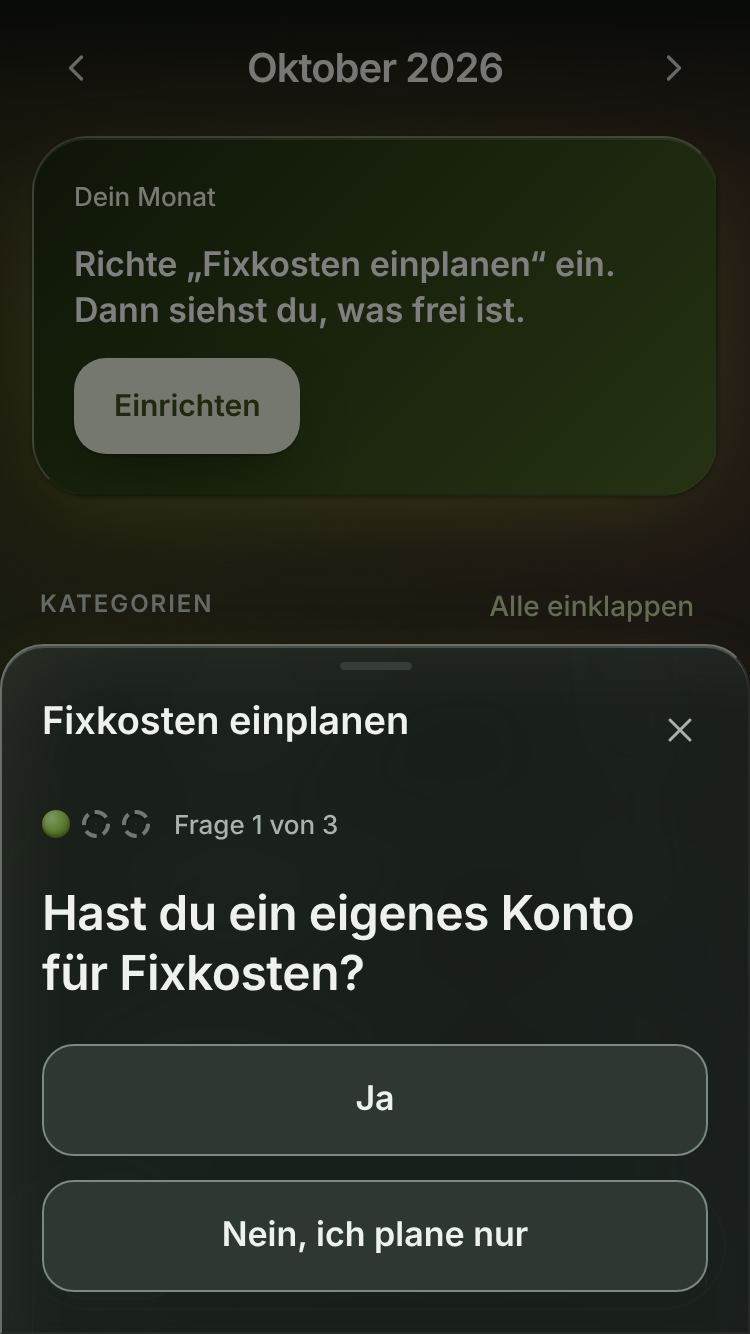 Oktober 2026
Dein Monat
Richte „Fixkosten einplanen“ ein.
Dann siehst du, was frei ist.
Einrichten
KATEGORIEN
Alle einklappen
Fixkosten einplanen
Frage 1 von 3
Hast du ein eigenes Konto
für Fixkosten?
Ja
Nein, ich plane nur